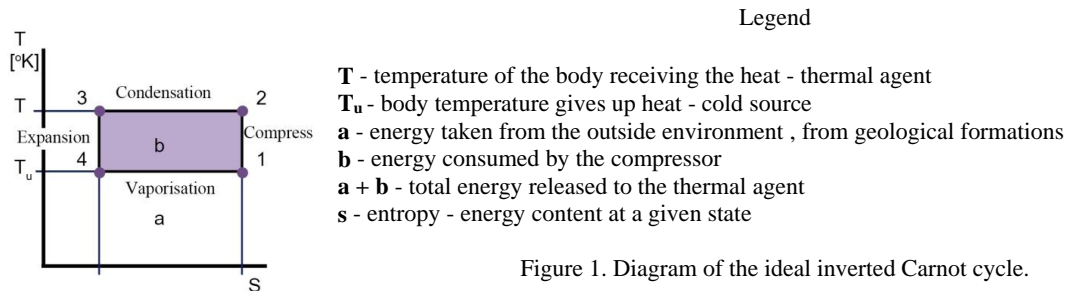 Legend
T
[°K]
T
3
Condensation
2
Expansion
b
Compress
4
1
Tu
Vaporisation
a
S
T - temperature of the body receiving the heat - thermal agent
Tu - body temperature gives up heat - cold source
a - energy taken from the outside environment , from geological formations
b - energy consumed by the compressor
a + b - total energy released to the thermal agent
s - entropy - energy content at a given state
Figure 1. Diagram of the ideal inverted Carnot cycle.